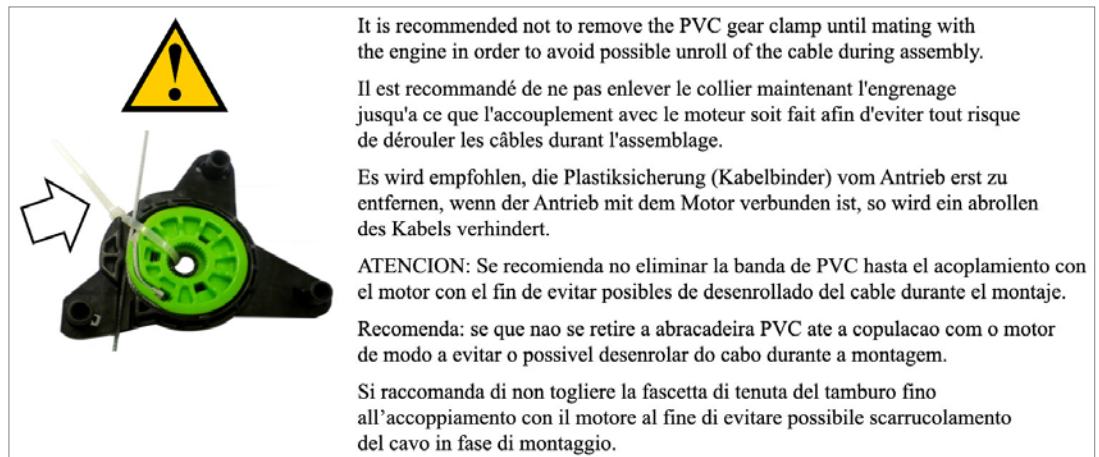 It is recommended not to remove the PVC gear clamp until mating with
the engine in order to avoid possible unroll of the cable during assembly.
Il est recommandé de ne pas enlever le collier maintenant l'engrenage
jusqu'a ce que l'accouplement avec le moteur soit fait afin d'eviter tout risque
de dérouler les câbles durant l'assemblage.
Es wird empfohlen, die Plastiksicherung (Kabelbinder) vom Antrieb erst zu
entfernen, wenn der Antrieb mit dem Motor verbunden ist, so wird ein abrollen
des Kabels verhindert.
ATENCION: Se recomienda no eliminar la banda de PVC hasta el acoplamiento con
el motor con el fin de evitar posibles de desenrollado del cable durante el montaje.
Recomenda: se que nao se retire a abracadeira PVC ate a copulacao com o motor
de modo a evitar o possivel desenrolar do cabo durante a montagem.
Si raccomanda di non togliere la fascetta di tenuta del tamburo fino
all’accoppiamento con il motore al fine di evitare possibile scarrucolamento
del cavo in fase di montaggio.